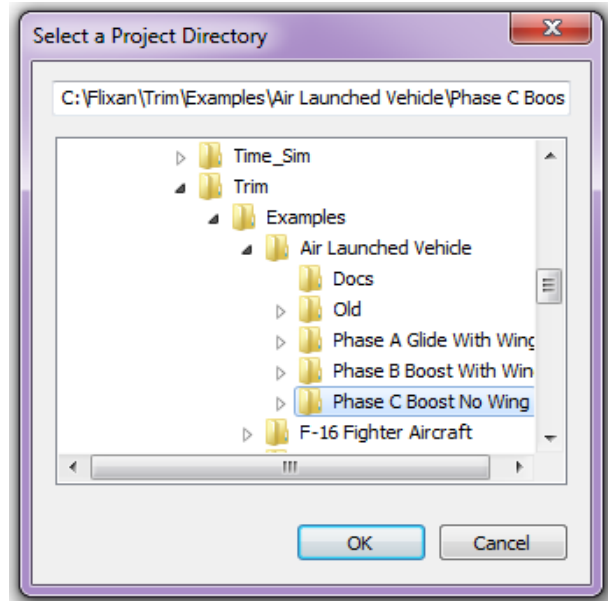 Select a Project Directory
C:\Flixan\Trim\Examples\Air Launched Vehicle\Phase C Boos
Time_Sim
Trim
Examples
Air Launched Vehicle
Docs
Old
Phase A Glide With Wing
Phase B Boost With Win
Phase C Boost No Wing
F-16 Fighter Aircraft
OK Cancel